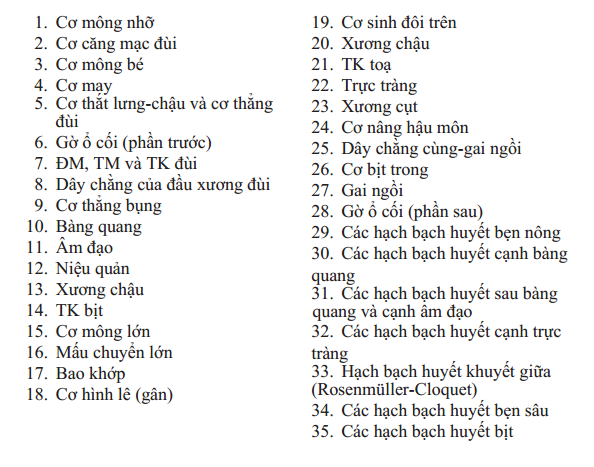 1. Cơ mông nhỡ
2. Cơ căng mạc đùi
3. Cơ mông bé
4. Cơ may
5. Cơ thắt lưng-chậu và cơ thẳng
đùi
6. Gờ ổ cối (phần trước)
7. ĐM, TM và TK đùi
8. Dây chằng của đầu xương đùi
9. Cơ thẳng bụng
10. Bàng quang
11. Âm đạo
12. Niệu quản
13. Xương chậu
14. TK bịt
15. Cơ mông lớn
16. Mấu chuyển lớn
17. Bao khớp
18. Cơ hình lê (gân)
19. Cơ sinh đôi trên
20. Xương chậu
21. TK toạ
22. Trực tràng
23. Xương cụt
24. Cơ nâng hậu môn
25. Dây chằng cùng-gai ngồi
26. Cơ bịt trong
27. Gai ngồi
28. Gờ ổ cối (phần sau)
29. Các hạch bạch huyết bẹn nông
30. Các hạch bạch huyết cạnh bàng
quang
31. Các hạch bạch huyết sau bàng
quang và cạnh âm đạo
32. Các hạch bạch huyết cạnh trực
tràng
33. Hạch bạch huyết khuyết giữa
(Rosenmüller-Cloquet)
34. Các hạch bạch huyết bẹn sâu
35. Các hạch bạch huyết bịt